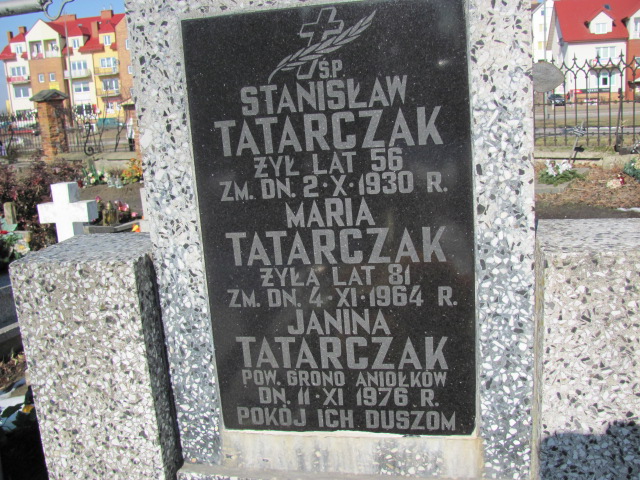 ŚP
STANISŁAW
TATARCZAK
ŻYŁ LAT 56
ZM. DN. 2·X·1930 R.
MARIA
TATARCZAK
ŻYŁA LAT 81
ZM. DN. 4·XI·1964 R.
JANINA
TATARCZAK
POW. GRONO ANIOŁKÓW
DN. 11·XI 1976 R.
POKÓJ ICH DUSZOM